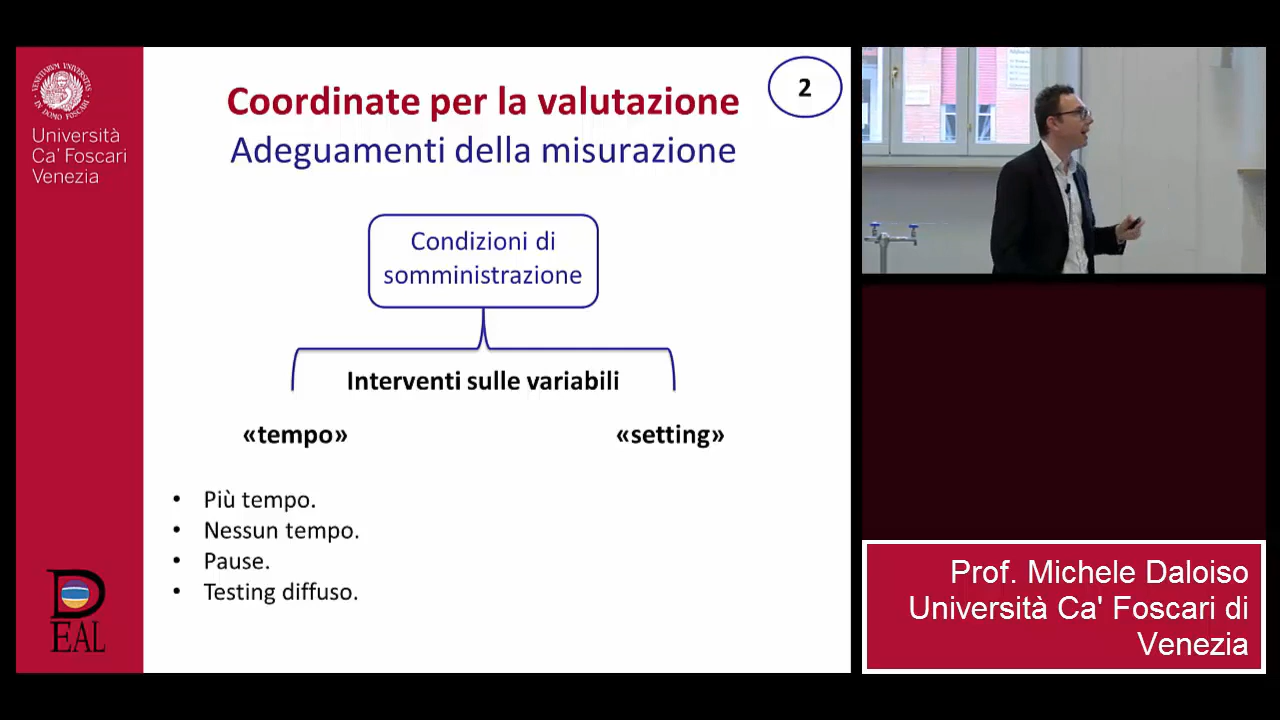 Università
Ca' Foscari
Venezia
Coordinate per la valutazione
Adeguamenti della misurazione
2
Condizioni di
somministrazione
Interventi sulle variabili
«tempo»
«setting»
• Più tempo.
• Nessun tempo.
• Pause.
• Testing diffuso.
DEAL
Prof. Michele Daloiso
Università Ca' Foscari di
Venezia